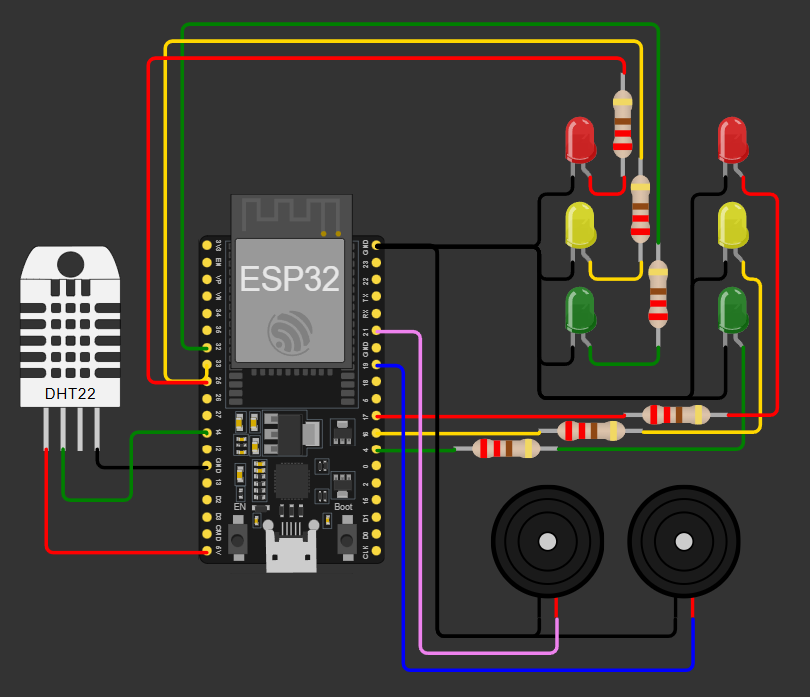 ESP32
DHT22
3V3
EN
VP
VN
34
35
32
33
25
26
27
14
12
GND
13
D2
D3
CMD
5V
GND
23
22
TX
RX
21
GND
19
18
5
17
16
4
0
2
15
D1
D0
CLK
EN
Boot